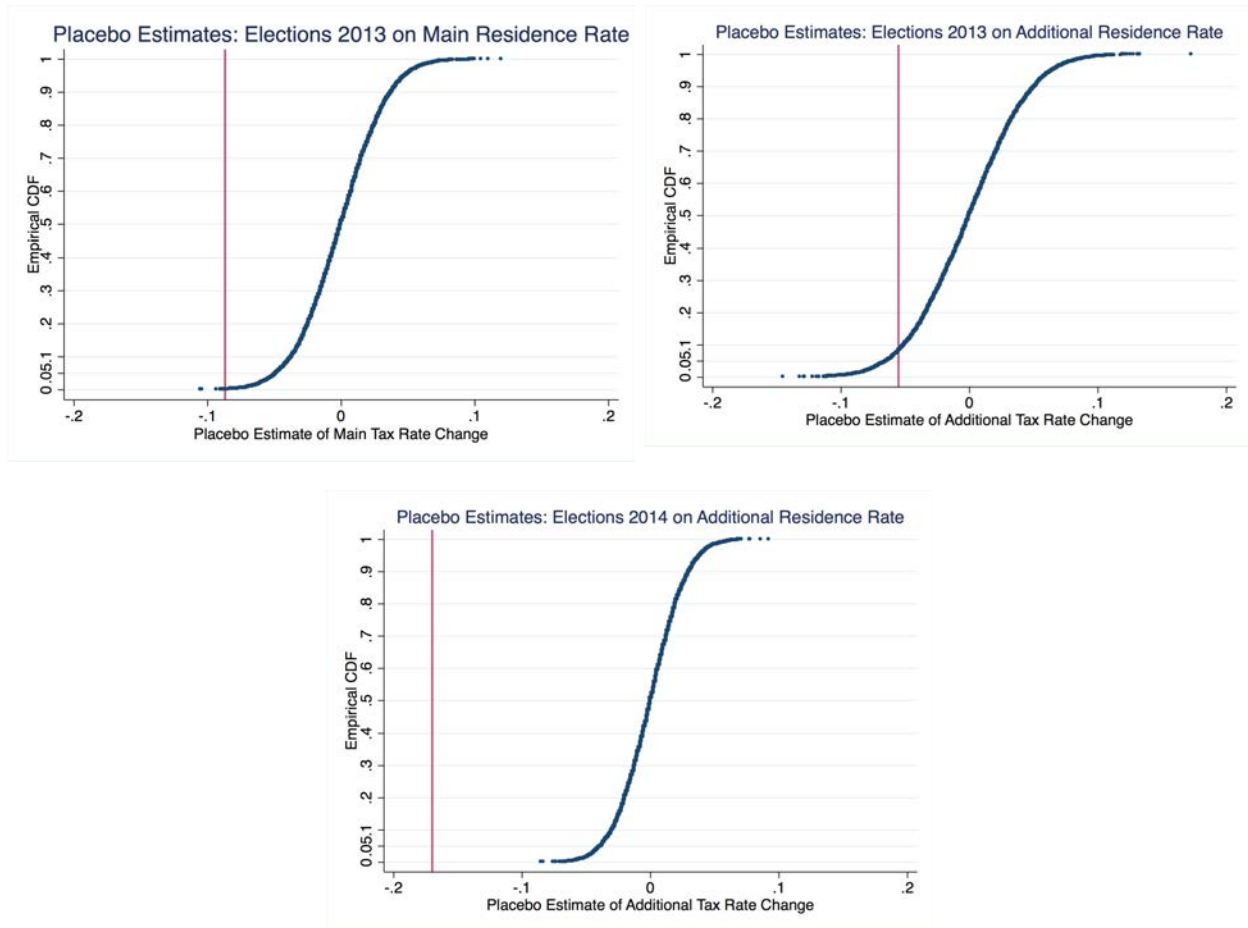 Placebo Estimates: Elections 2013 on Main Residence Rate
Empirical CDF
1
.9
.8
.7
.6
.5
.4
.3
.2
0.05.1
-.2 -.1 0 .1 .2
Placebo Estimate of Main Tax Rate Change
Placebo Estimates: Elections 2013 on Additional Residence Rate
Empirical CDF
1
.9
.8
.7
.6
.5
.4
.3
.2
0.05.1
-.2 -.1 0 .1 .2
Placebo Estimate of Additional Tax Rate Change
Placebo Estimates: Elections 2014 on Additional Residence Rate
Empirical CDF
1
.9
.8
.7
.6
.5
.4
.3
.2
0.05.1
-.2 -.1 0 .1 .2
Placebo Estimate of Additional Tax Rate Change